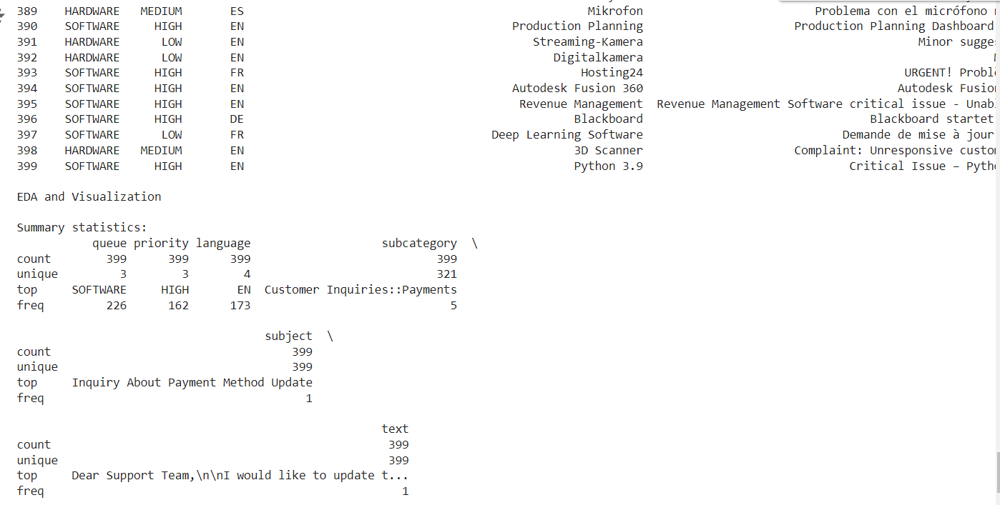 389 HARDWARE MEDIUM ES Mikrofon Problema con el micrófono
390 SOFTWARE HIGH EN Production Planning Production Planning Dashboard
391 HARDWARE LOW EN Streaming-Kamera Minor sugge
392 HARDWARE LOW EN Digitalkamera
393 SOFTWARE HIGH FR Hosting24 URGENT! Probl
394 SOFTWARE HIGH EN Autodesk Fusion 360 Autodesk Fusion
395 SOFTWARE HIGH EN Revenue Management Revenue Management Software critical issue - Unab
396 SOFTWARE HIGH DE Blackboard Blackboard startet
397 SOFTWARE LOW FR Deep Learning Software Demande de mise à jour
398 HARDWARE MEDIUM EN 3D Scanner Complaint: Unresponsive custo
399 SOFTWARE HIGH EN Python 3.9 Critical Issue – Pyth
EDA and Visualization
Summary statistics:
queue priority language subcategory \
count 399 399 399 399
unique 3 3 4 321
top SOFTWARE HIGH EN Customer Inquiries::Payments
freq 226 162 173 5
subject \
count 399
unique 399
top Inquiry About Payment Method Update
freq 1
text
count 399
unique 399
top Dear Support Team,\n\nI would like to update t...
freq 1